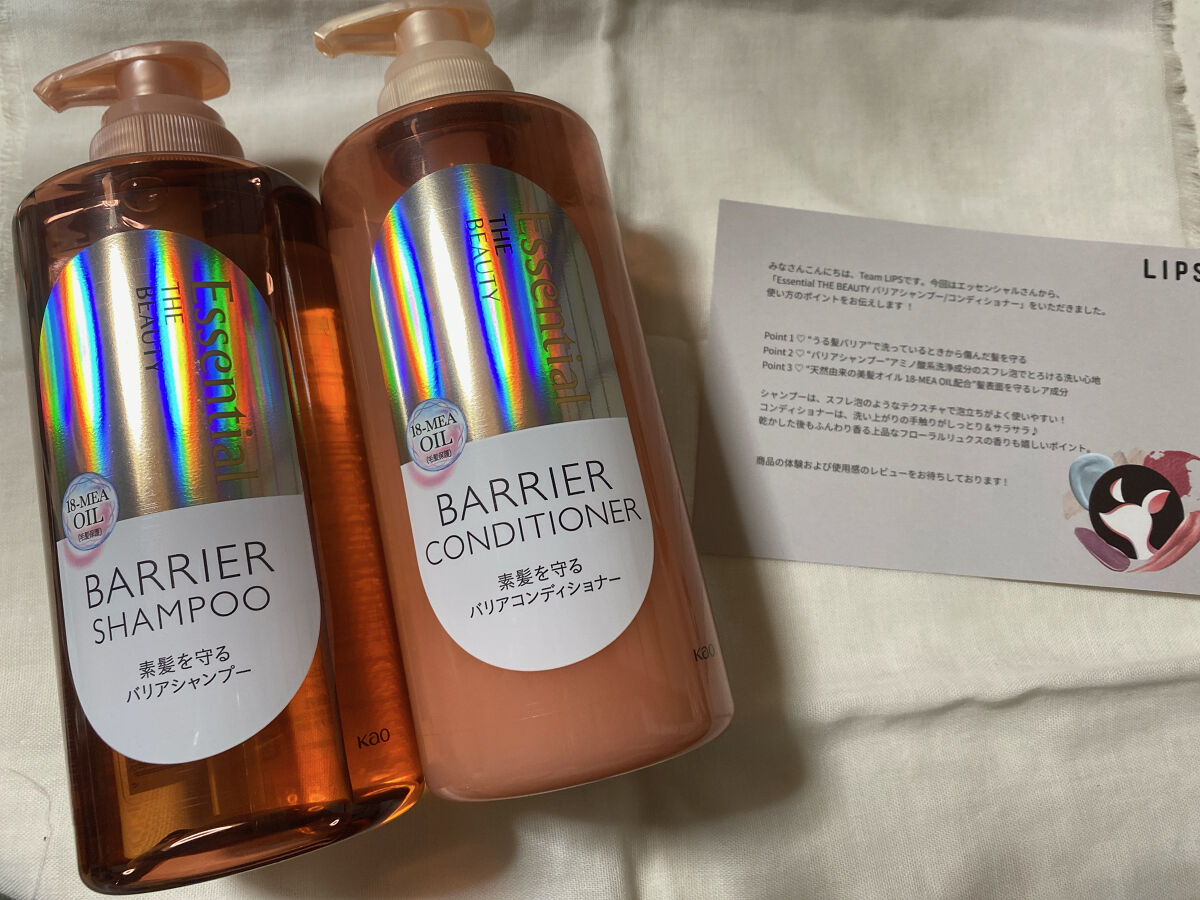 Essential
THE
BEAUTY
18-MEA
OIL
(毛髪保護)
BARRIER
SHAMPOO
素髪を守る
バリアシャンプー
Kao
Essential
THE
BEAUTY
18-MEA
OIL
(毛髪保護)
BARRIER
CONDITIONER
素髪を守る
バリアコンディショナー
Kao
LIPS
みなさんこんにちは、Team LIPSです。今回はエッセンシャルさんから、
「Essential THE BEAUTY バリアシャンプー/コンディショナー」をいただきました。
使い方のポイントをお伝えします！
Point 1 ♡ “うる髪バリア”で洗っているときから傷んだ髪を守る
Point 2 ♡ “バリアシャンプー”アミノ酸系洗浄成分のスフレ泡でとろける洗い心地
Point 3 ♡ “天然由来の美髪オイル 18-MEA OIL配合”髪表面を守るレア成分
シャンプーは、スフレ泡のようなテクスチャで泡立ちがよく使いやすい！
コンディショナーは、洗い上がりの手触りがしっとり＆サラサラ♪
乾かした後もふんわり香る上品なフローラルリュクスの香りも嬉しいポイント。
商品の体験および使用感のレビューをお待ちしております！